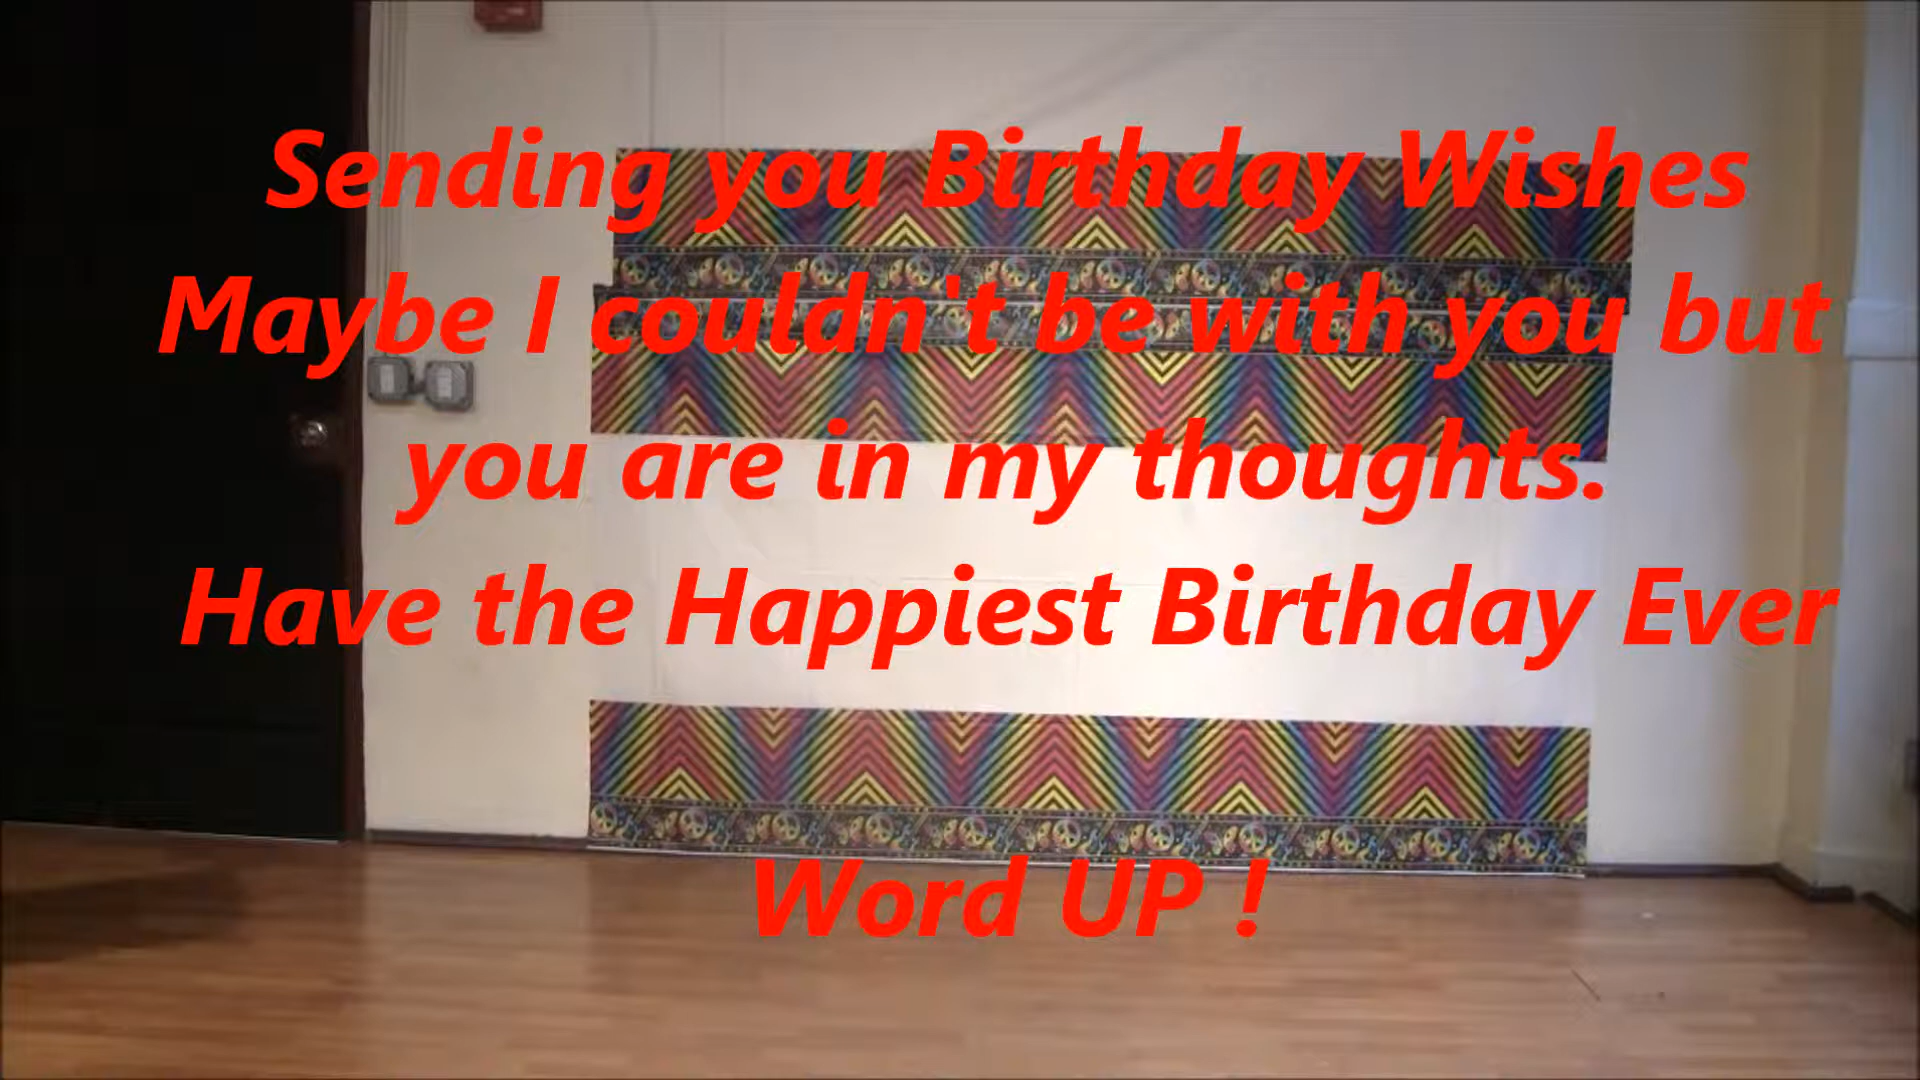 Sending you Birthday Wishes
Maybe I couldn't be with you but
you are in my thoughts.
Have the Happiest Birthday Ever
Word UP !